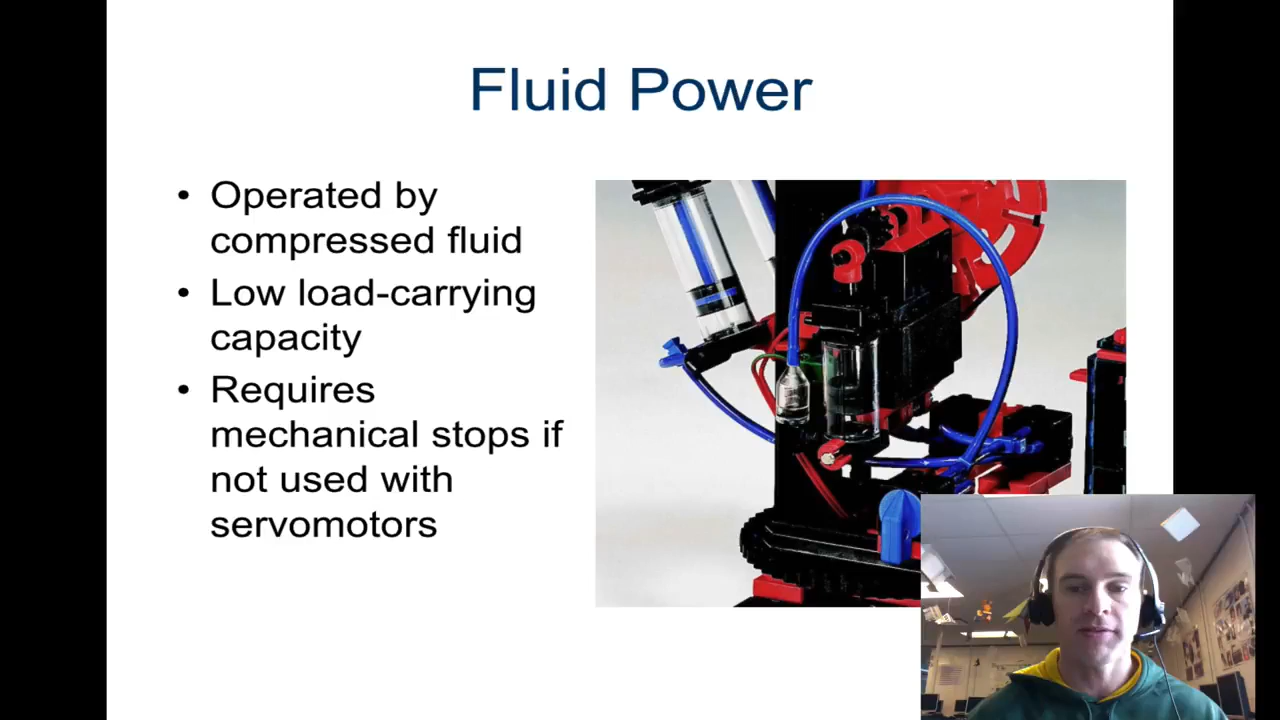 Fluid Power
• Operated by
compressed fluid
• Low load-carrying
capacity
• Requires
mechanical stops if
not used with
servomotors